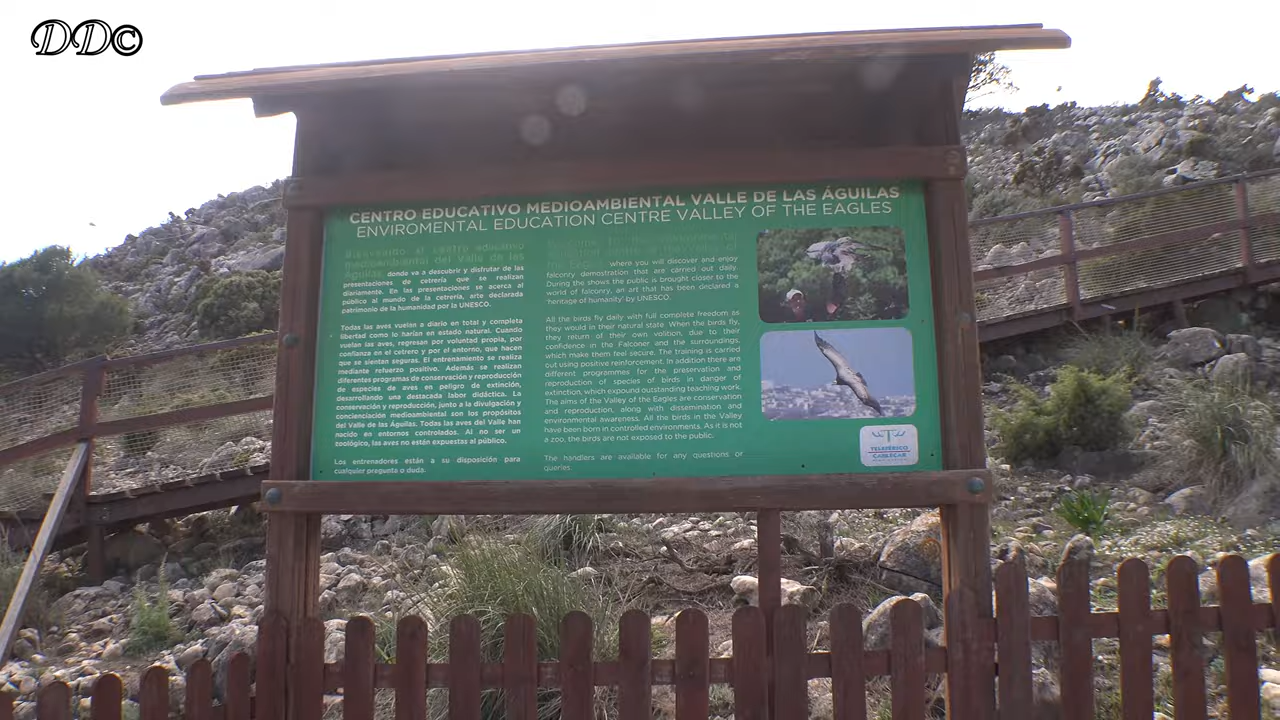 DD©
CENTRO EDUCATIVO MEDIOAMBIENTAL VALLE DE LAS ÁGUILAS
ENVIROMENTAL EDUCATION CENTRE VALLEY OF THE EAGLES
Bienvenido al centro educativo
medioambiental del Valle de las
Águilas donde va a descubrir y disfrutar de las
presentaciones de cetrería que se realizan
diariamente. En las presentaciones se acerca al
público al mundo de la cetrería, arte declarada
patrimonio de la humanidad por la UNESCO.
Todas las aves vuelan a diario en total y completa
libertad como lo harían en estado natural. Cuando
vuelan las aves, regresan por voluntad propia, por
confianza en el cetrero y por el entorno, que hacen
que se sientan seguras. El entrenamiento se realiza
mediante refuerzo positivo. Además se realizan
diferentes programas de conservación y reproducción
de especies de aves en peligro de extinción,
desarrollando una destacada labor didáctica. La
conservación y reproducción, junto a la divulgación y
concienciación medioambiental son los propósitos
del Valle de las Águilas. Todas las aves del Valle han
nacido en entornos controlados. Al no ser un
zoológico, las aves no están expuestas al público.
Los entrenadores están a su disposición para
cualquier pregunta o duda.
the Eagles where you will discover and enjoy
falconry demostration that are carried out daily.
During the shows the public is brought closer to the
world of falconry, an art that has been declared a
'heritage of humanity' by UNESCO.
All the birds fly daily with full complete freedom as
they would in their natural state. When the birds fly,
they return of their own volition, due to their
confidence in the Falconer and the surroundings,
which make them feel secure. The training is carried
out using positive reinforcement. In addition there are
different programmes for the preservation and
reproduction of species of birds in danger of
extinction, which expound outstanding teaching work.
The aims of the Valley of the Eagles are conservation
and reproduction, along with dissemination and
environmental awareness. All the birds in the Valley
have been born in controlled environments. As it is not
a zoo, the birds are not exposed to the public.
The handlers are available for any questions or
queries.
TELEFÉRICO
CABLECAR